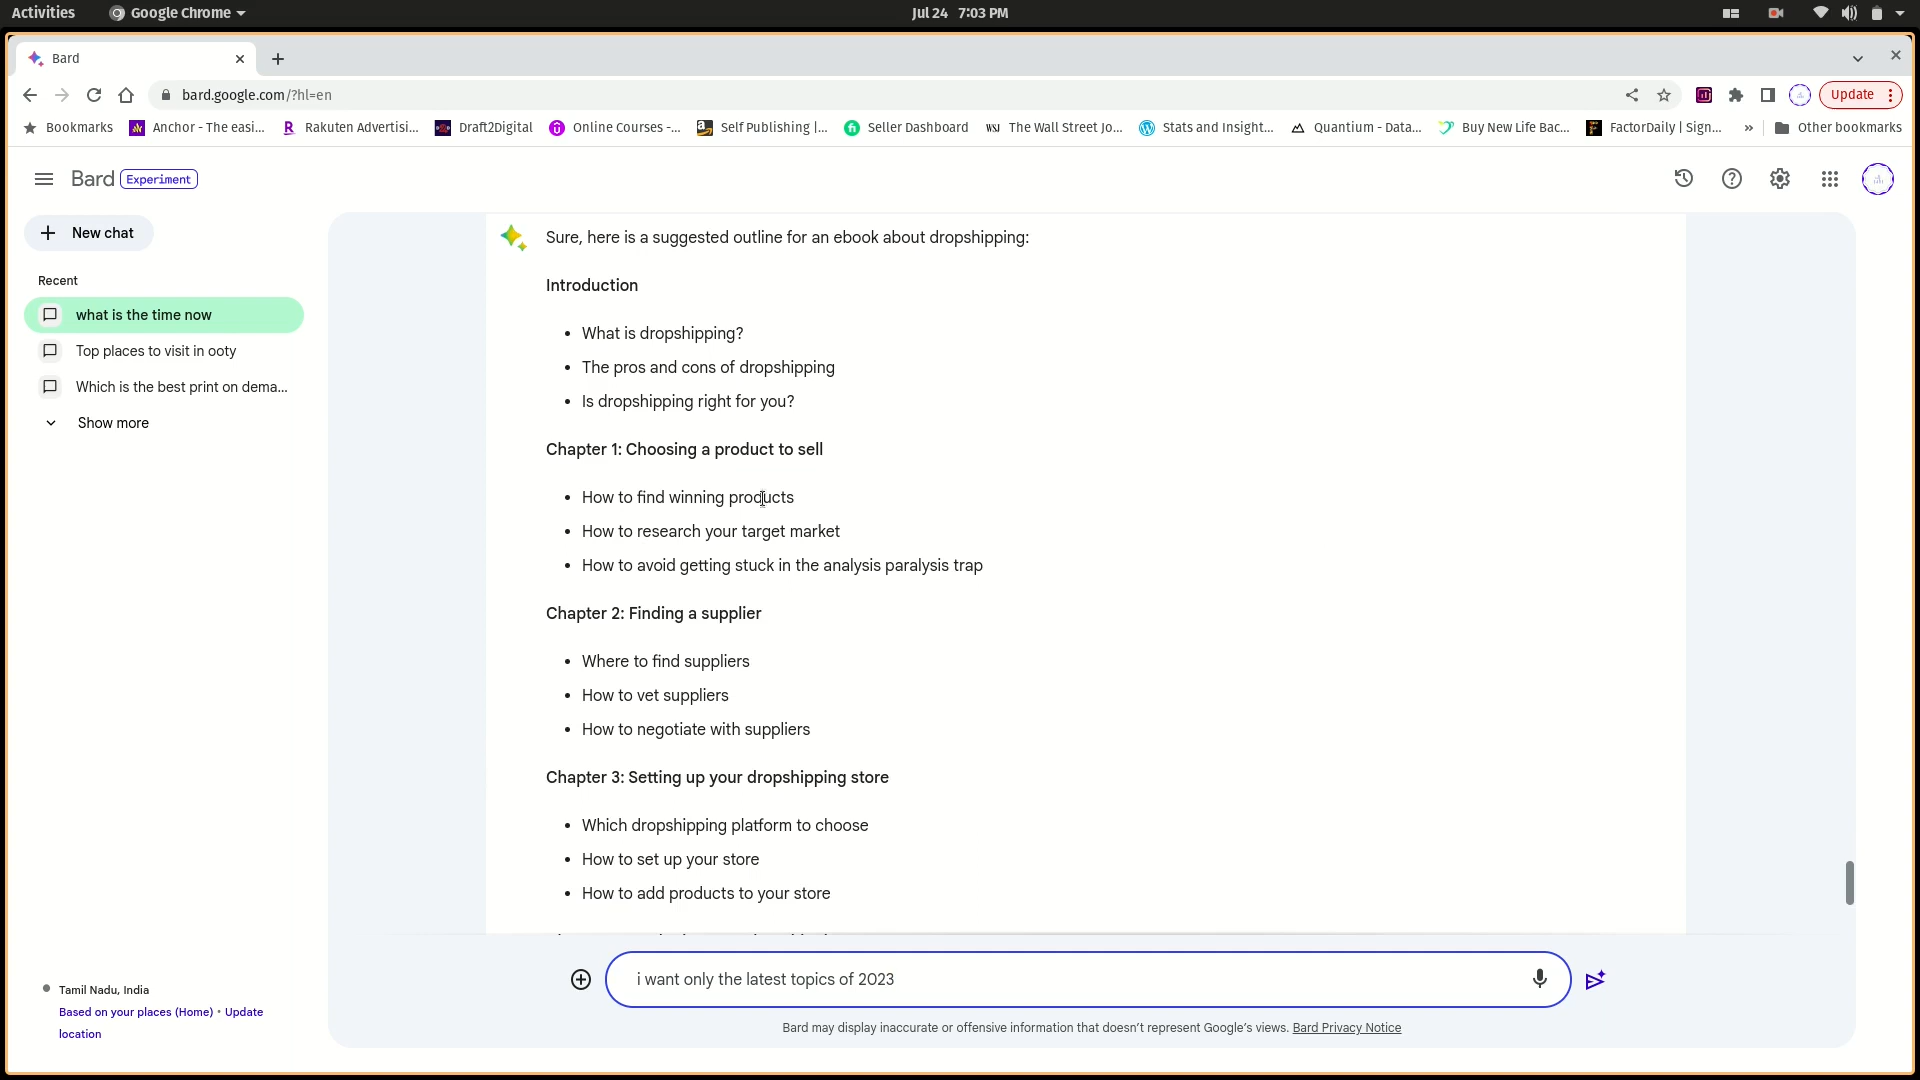 Activities
Google Chrome
Jul 24 7:03 PM
Bard
bard.google.com/?hl=en
Update
Bookmarks
Anchor - The easi...
Rakuten Advertisi...
Draft2Digital
Online Courses -...
Self Publishing |...
Seller Dashboard
The Wall Street Jo...
Stats and Insight...
Quantium - Data...
Buy New Life Bac...
FactorDaily | Sign...
»
Other bookmarks
Bard Experiment
New chat
Recent
what is the time now
Top places to visit in ooty
Which is the best print on dema...
Show more
Sure, here is a suggested outline for an ebook about dropshipping:
Introduction
• What is dropshipping?
• The pros and cons of dropshipping
• Is dropshipping right for you?
Chapter 1: Choosing a product to sell
• How to find winning products
• How to research your target market
• How to avoid getting stuck in the analysis paralysis trap
Chapter 2: Finding a supplier
• Where to find suppliers
• How to vet suppliers
• How to negotiate with suppliers
Chapter 3: Setting up your dropshipping store
• Which dropshipping platform to choose
• How to set up your store
• How to add products to your store
i want only the latest topics of 2023
Bard may display inaccurate or offensive information that doesn't represent Google's views. Bard Privacy Notice
Tamil Nadu, India
Based on your places (Home) • Update
location